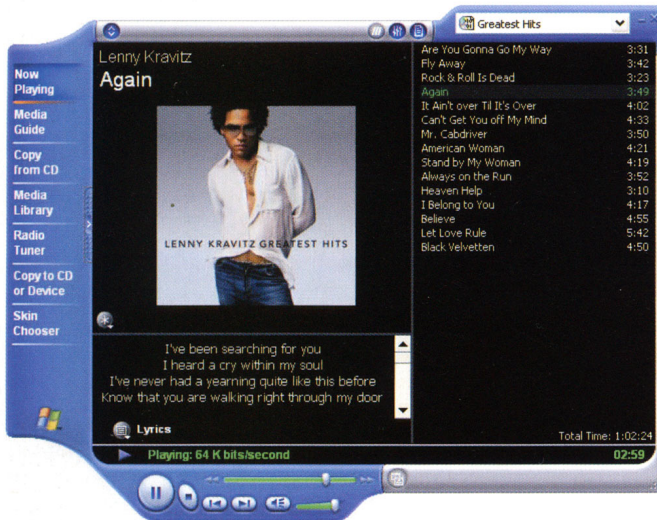 Greatest Hits
Now
Playing
Media
Guide
Copy
from CD
Media
Library
Radio
Tuner
Copy to CD
or Device
Skin
Chooser
Lenny Kravitz
Again
LENNY KRAVITZ GREATEST HITS
I've been searching for you
I heard a cry within my soul
I've never had a yearning quite like this before
Know that you are walking right through my door
Lyrics
Are You Gonna Go My Way 3:31
Fly Away 3:42
Rock & Roll Is Dead 3:23
Again 3:49
It Ain't over Til It's Over 4:02
Can't Get You off My Mind 4:33
Mr. Cabdriver 3:50
American Woman 4:21
Stand by My Woman 4:19
Always on the Run 3:52
Heaven Help 3:10
I Belong to You 4:17
Believe 4:55
Let Love Rule 5:42
Black Velvetten 4:50
Total Time: 1:02:24
Playing: 64 K bits/second 02:59